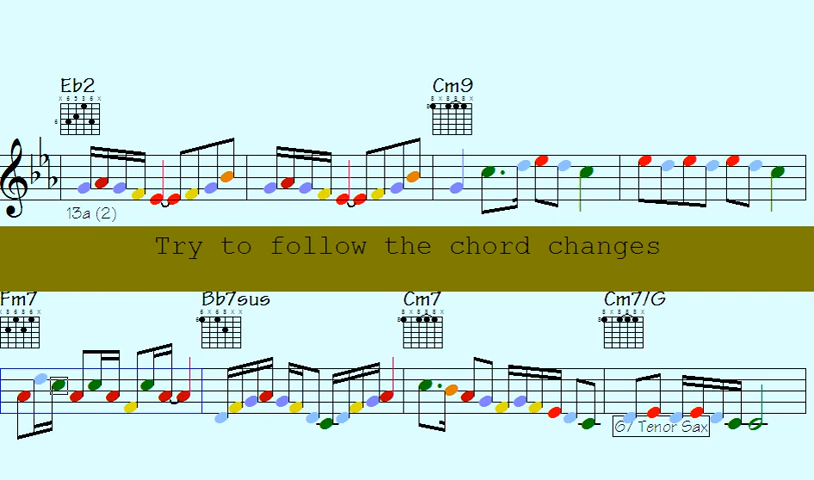 Eb2 Cm9
13a (2)
Try to follow the chord changes
Fm7 Bb7sus Cm7 Cm7/G
67 Tenor Sax